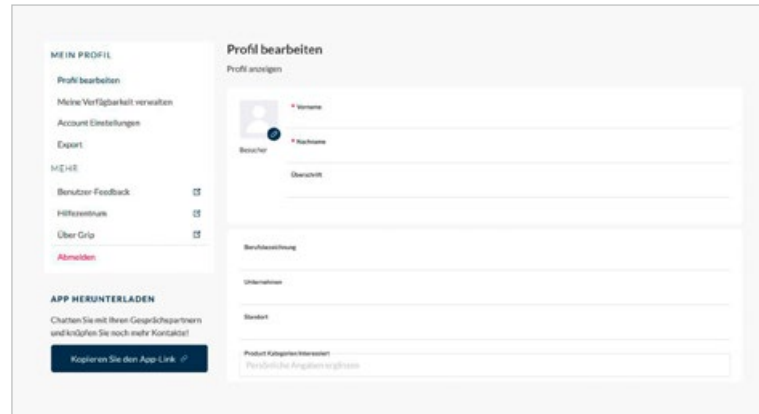 MEIN PROFIL
Profil bearbeiten
Meine Verfügbarkeit verwalten
Account Einstellungen
Export
MEHR
Benutzer-Feedback
Hilfezentrum
Über Grip
Abmelden
APP HERUNTERLADEN
Chatten Sie mit Ihren Gesprächspartnern
und knüpfen Sie noch mehr Kontakte!
Kopieren Sie den App-Link
Profil bearbeiten
Profil anzeigen
* Vorname
* Nachname
Besucher
Überschrift
Berufsbezeichnung
Unternehmen
Standort
Product Kategorien Interessiert
Persönliche Angaben ergänzen